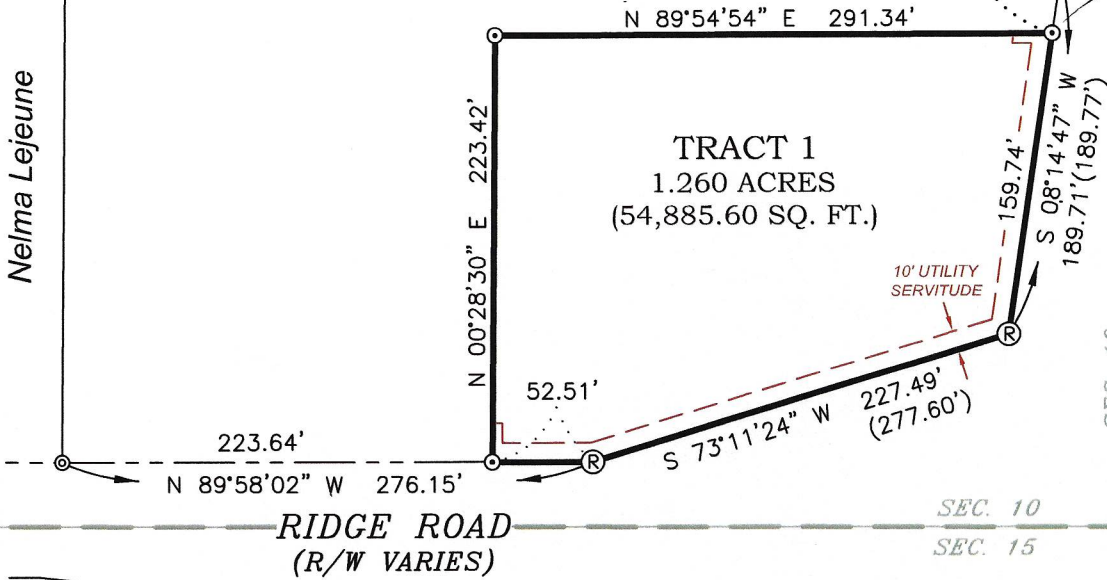 N 89°54'54" E 291.34'
Nelma Lejeune
N 00°28'30" E 223.42'
TRACT 1
1.260 ACRES
(54,885.60 SQ. FT.)
159.74'
S 08°14'47" W
189.71'(189.77')
10' UTILITY
SERVITUDE
52.51'
227.49'
S 73°11'24" W
(277.60')
R
R
223.64'
N 89°58'02" W 276.15'
RIDGE ROAD
(R/W VARIES)
SEC. 10
SEC. 15